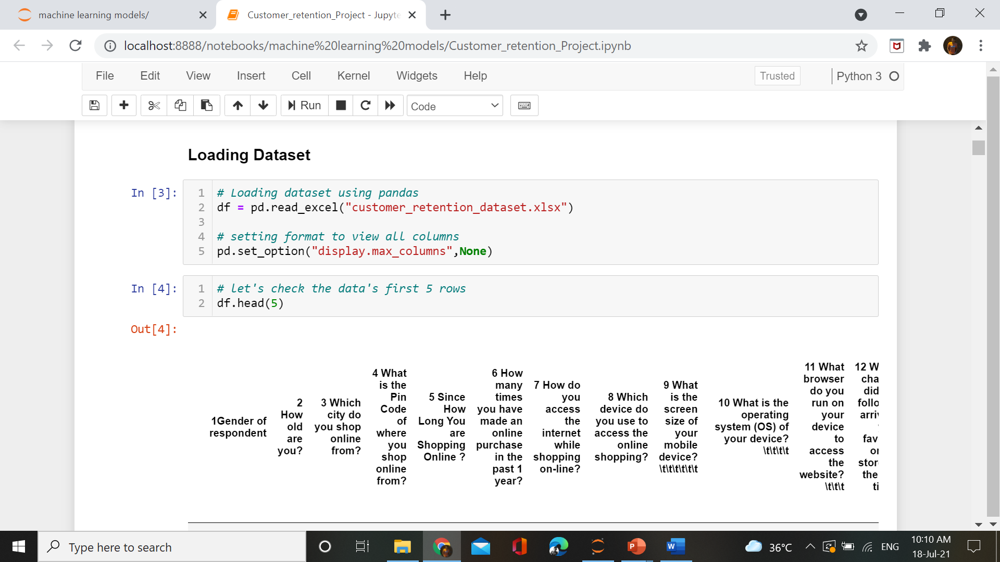 machine learning models/
Customer_retention_Project - Jupyte
localhost:8888/notebooks/machine%20learning%20models/Customer_retention_Project.ipynb
File Edit View Insert Cell Kernel Widgets Help Trusted Python 3
Run Code
Loading Dataset
In [3]:
1 # Loading dataset using pandas
2 df = pd.read_excel("customer_retention_dataset.xlsx")
3
4 # setting format to view all columns
5 pd.set_option("display.max_columns",None)
In [4]:
1 # let's check the data's first 5 rows
2 df.head(5)
Out[4]:
1Gender of
respondent
2
How
old
are
you?
3 Which
city do
you shop
online
from?
4 What
is the
Pin
Code
of
where
you
shop
online
from?
5 Since
How
Long You
are
Shopping
Online ?
6 How
many
times
you have
made an
online
purchase
in the
past 1
year?
7 How do
you
access
the
internet
while
shopping
on-line?
8 Which
device do
you use to
access the
online
shopping?
9 What
is the
screen
size of
your
mobile
device?
\t\t\t\t\t\t
10 What is the
operating
system (OS) of
your device?
\t\t\t\t
11 What
browser
do you
run on
your
device
to
access
the
website?
\t\t\t
12 W
cha
did
follo
arri
fav
stor
the
ti
Type here to search
36°C
ENG
10:10 AM
18-Jul-21